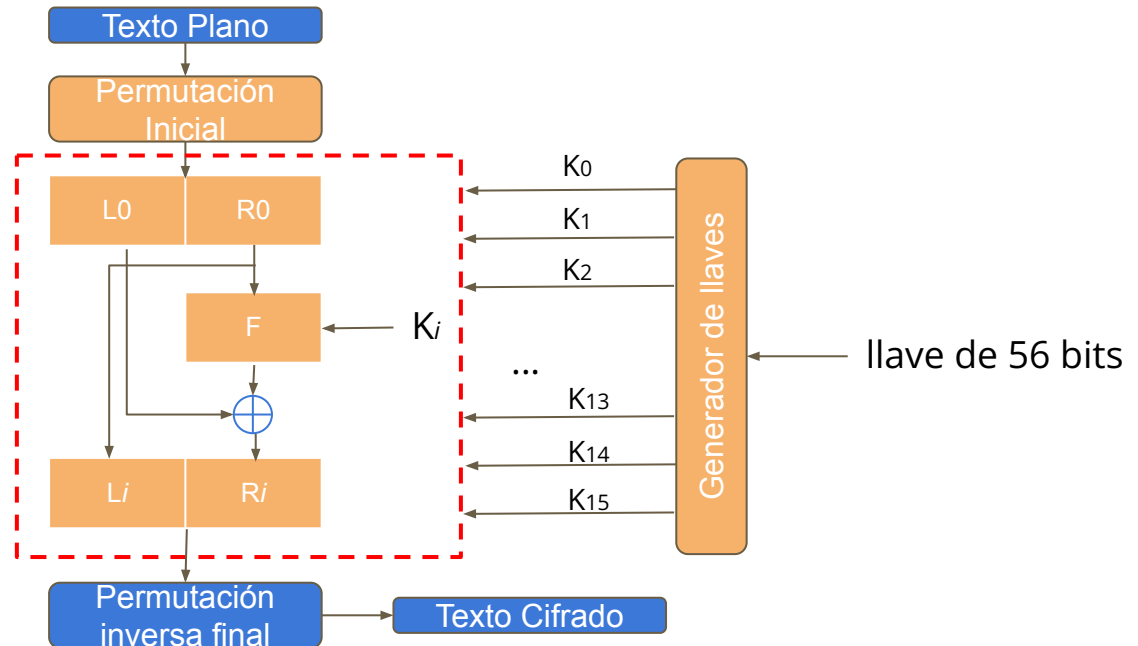 Texto Plano
Permutación
Inicial
L0
R0
F
Ki
Li
Ri
Permutación
inversa final
Texto Cifrado
K0
K1
K2
...
K13
K14
K15
Generador de llaves
llave de 56 bits